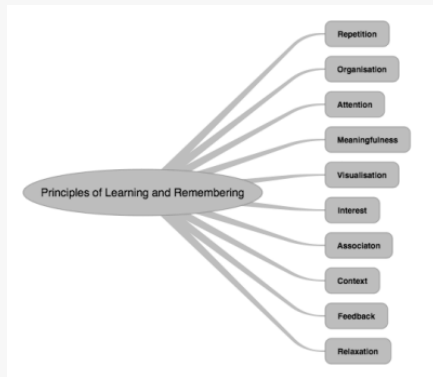 Principles of Learning and Remembering
Repetition
Organisation
Attention
Meaningfulness
Visualisation
Interest
Associaton
Context
Feedback
Relaxation